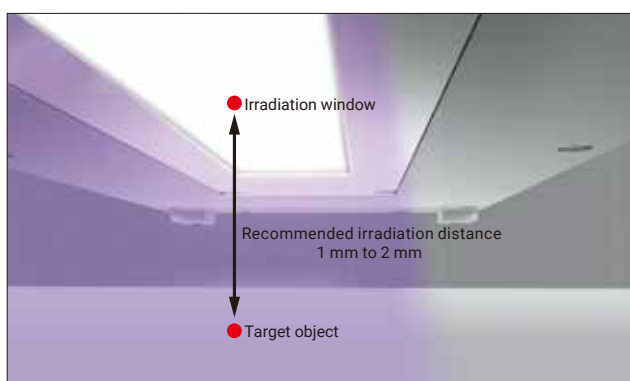 Irradiation window
Recommended irradiation distance
1 mm to 2 mm
Target object